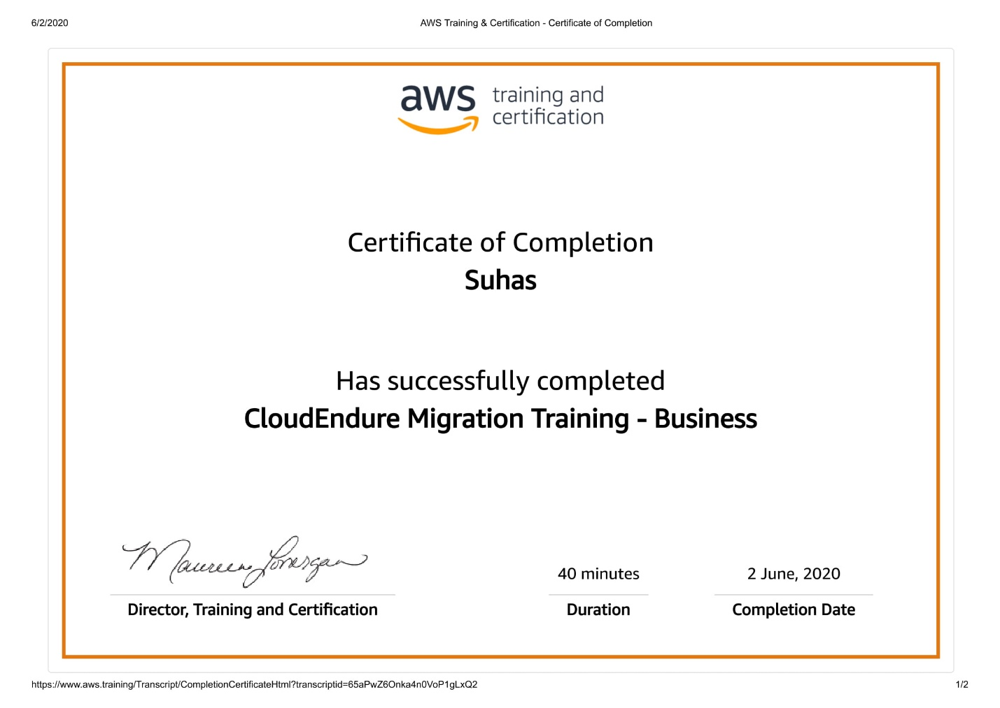 6/2/2020
AWS Training & Certification - Certificate of Completion
aws training and
certification
Certificate of Completion
Suhas
Has successfully completed
CloudEndure Migration Training - Business
Maureen Lonergan
40 minutes
2 June, 2020
Director, Training and Certification
Duration
Completion Date
https://www.aws.training/Transcript/CompletionCertificateHtml?transcriptid=65aPwZ6Onka4n0VoP1gLxQ2
1/2